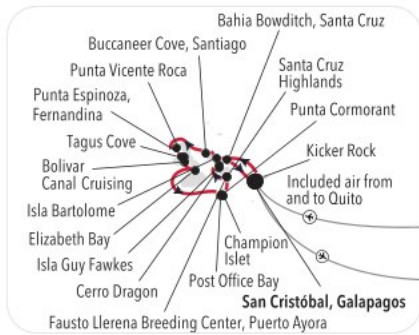 Bahia Bowditch, Santa Cruz
Buccaneer Cove, Santiago
Punta Vicente Roca
Santa Cruz
Highlands
Punta Espinoza,
Fernandina
Punta Cormorant
Tagus Cove
Kicker Rock
Bolivar
Canal Cruising
Included air from
and to Quito
Isla Bartolome
Elizabeth Bay
Champion
Islet
Isla Guy Fawkes
Post Office Bay
Cerro Dragon
San Cristóbal, Galapagos
Fausto Llerena Breeding Center, Puerto Ayora